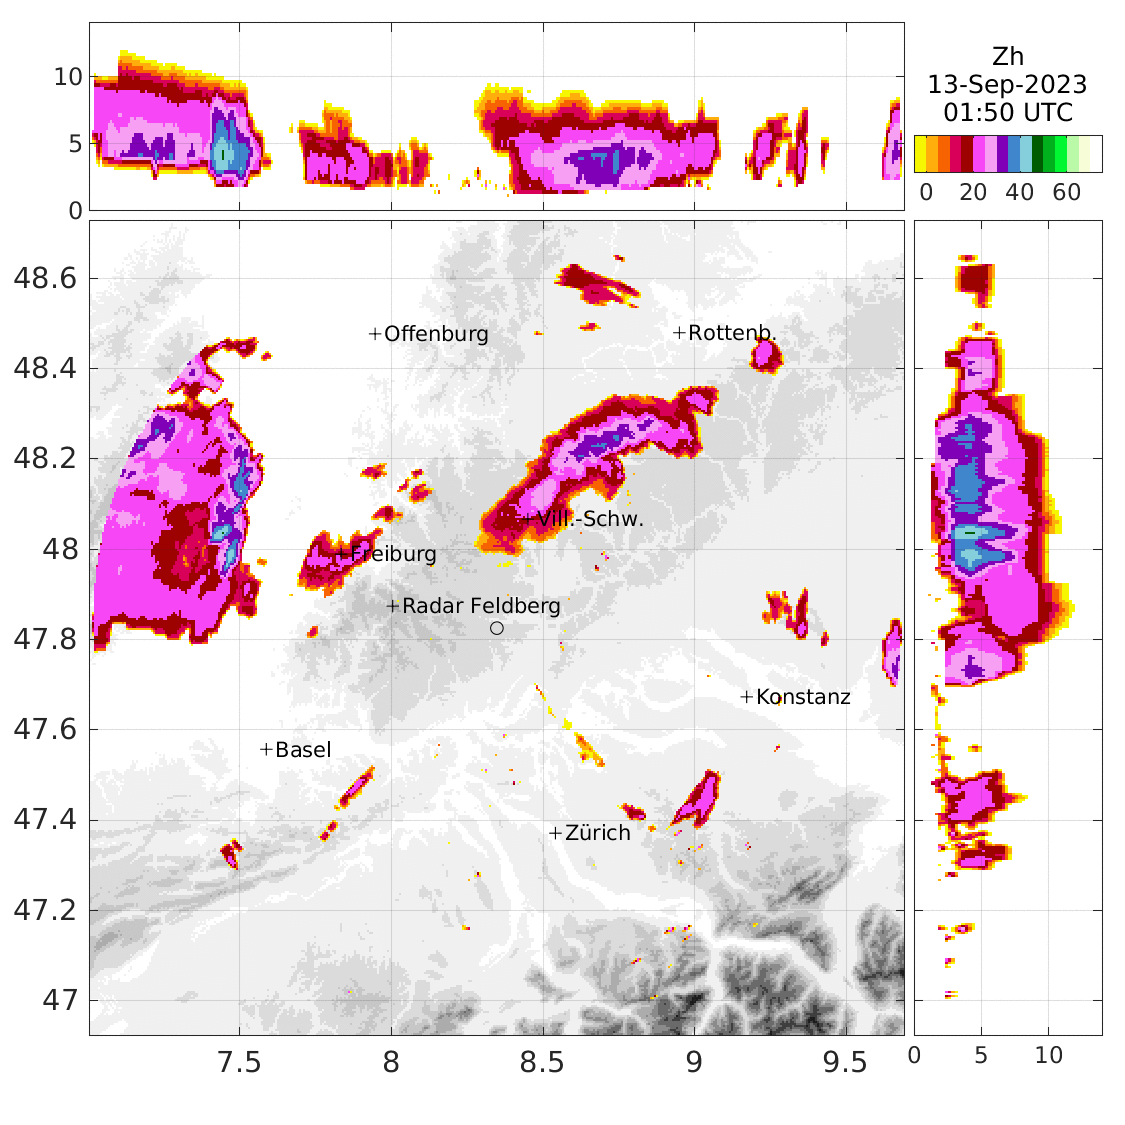 10
5
0
Zh
13-Sep-2023
01:50 UTC
0 20 40 60
48.6
48.4
48.2
48
47.8
47.6
47.4
47.2
47
+Offenburg
+Rottenb.
+Vill.-Schw.
+Freiburg
+Radar Feldberg
+Konstanz
+Basel
+Zürich
7.5 8 8.5 9 9.5
0 5 10